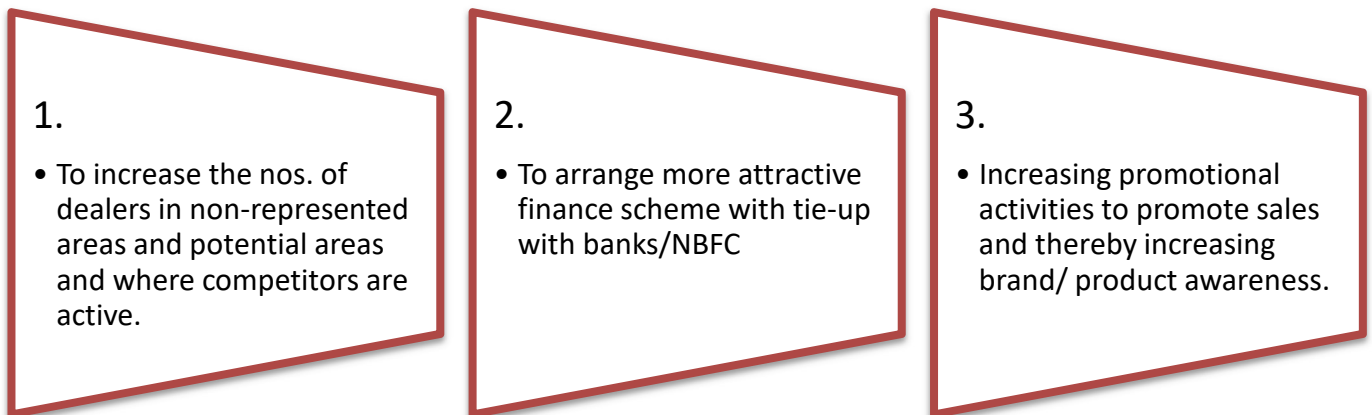 1.
• To increase the nos. of
dealers in non-represented
areas and potential areas
and where competitors are
active.
2.
• To arrange more attractive
finance scheme with tie-up
with banks/NBFC
3.
• Increasing promotional
activities to promote sales
and thereby increasing
brand/ product awareness.